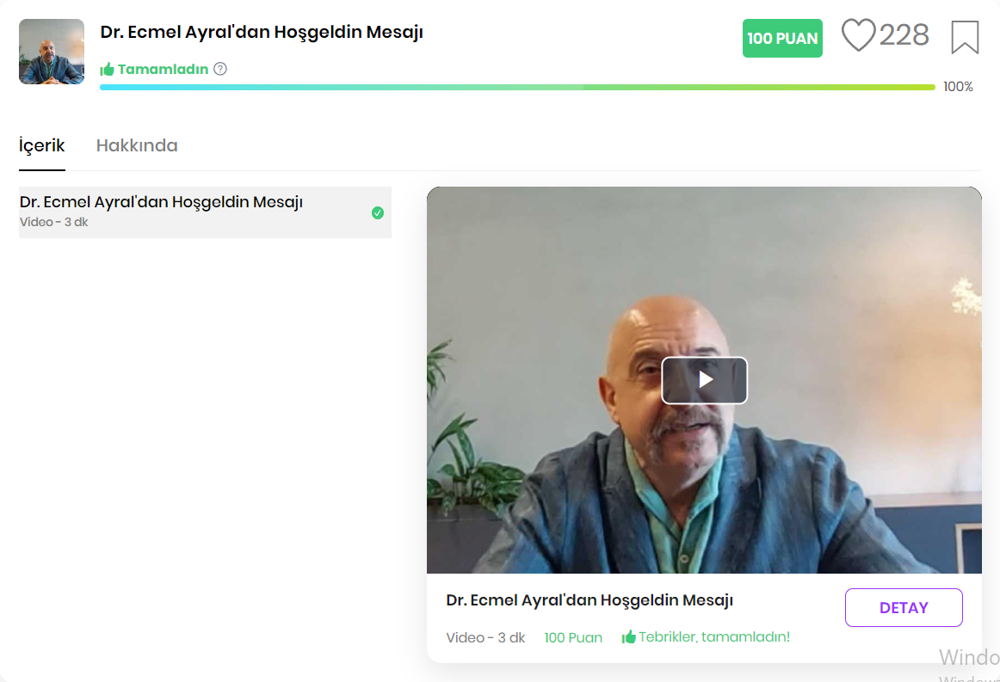 Dr. Ecmel Ayral'dan Hoşgeldin Mesajı
100 PUAN
228
Tamamladın
100%
İçerik
Hakkında
Dr. Ecmel Ayral'dan Hoşgeldin Mesajı
Video - 3 dk
Dr. Ecmel Ayral'dan Hoşgeldin Mesajı
DETAY
Video - 3 dk
100 Puan
Tebrikler, tamamladın!
Windo